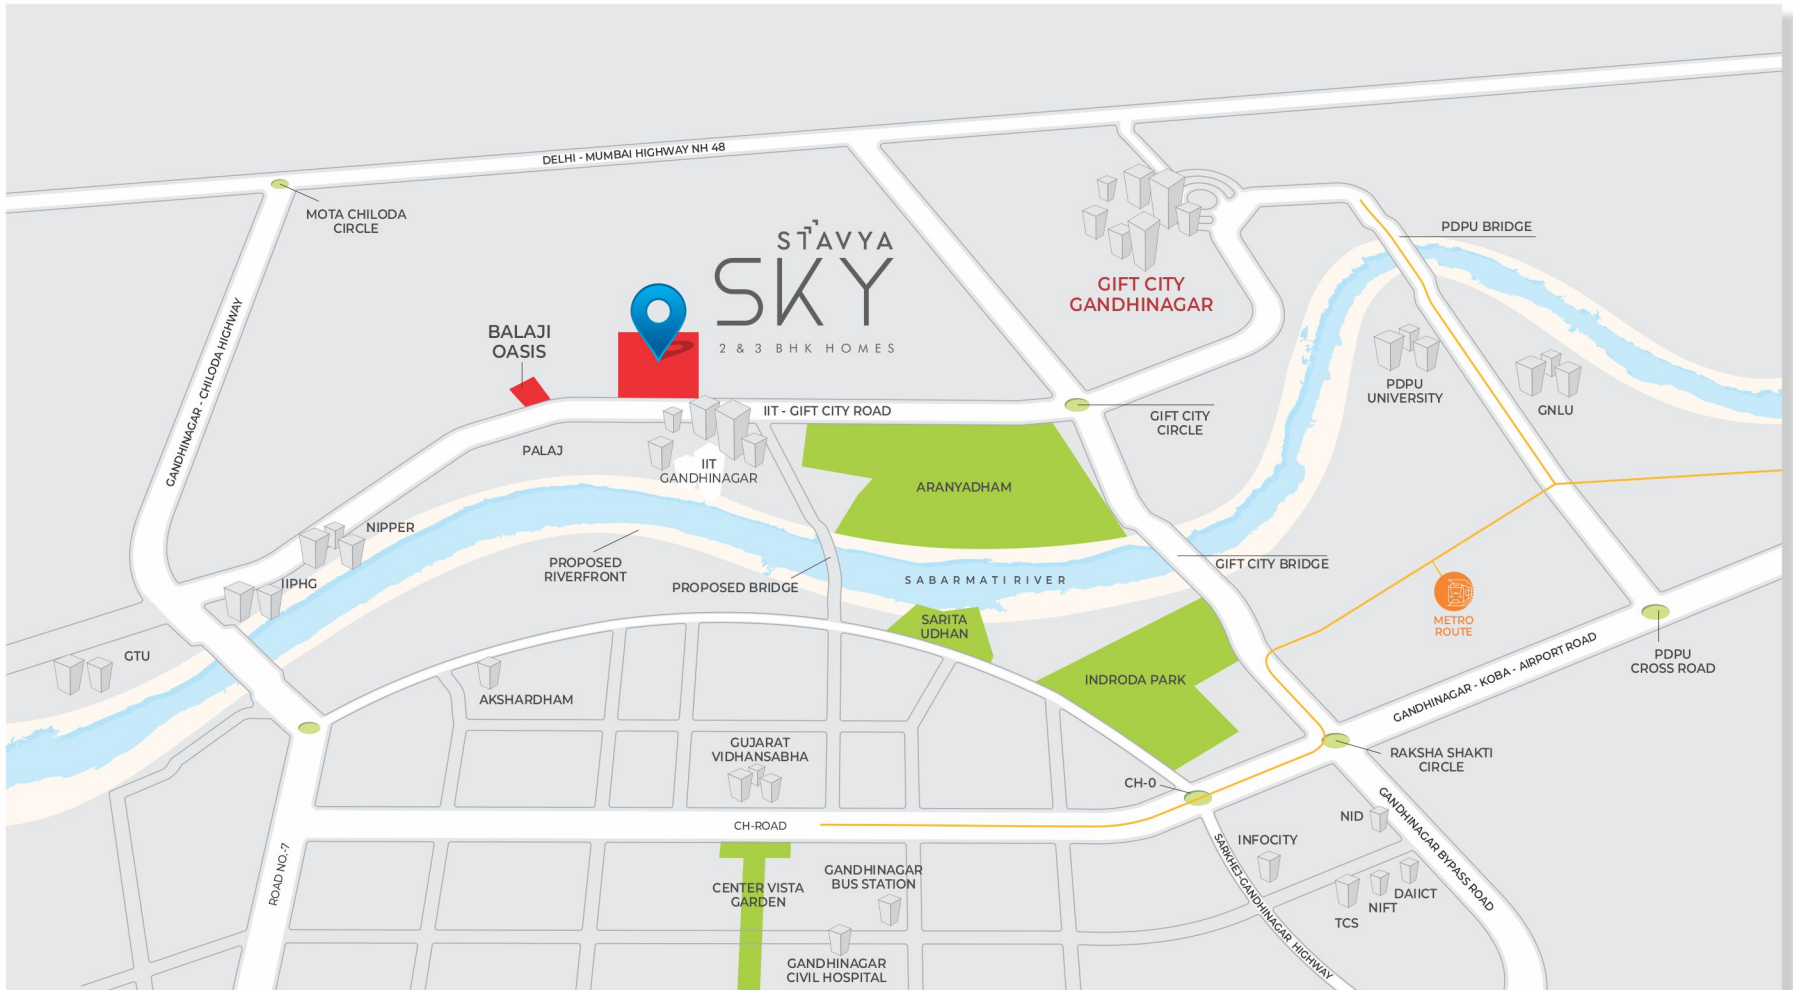 DELHI - MUMBAI HIGHWAY NH 48
MOTA CHILODA
CIRCLE
STAVYA
SKY
2 & 3 BHK HOMES
GIFT CITY
GANDHINAGAR
PDPU BRIDGE
GANDHINAGAR - CHILODA HIGHWAY
BALAJI
OASIS
IIT - GIFT CITY ROAD
GIFT CITY
CIRCLE
PDPU
UNIVERSITY
GNLU
PALAJ
IIT
GANDHINAGAR
ARANYADHAM
NIPPER
IIPHG
PROPOSED
RIVERFRONT
PROPOSED BRIDGE
SABARMATI RIVER
GIFT CITY BRIDGE
METRO
ROUTE
SARITA
UDHAN
GTU
AKSHARDHAM
INDRODA PARK
GANDHINAGAR - KOBA - AIRPORT ROAD
PDPU
CROSS ROAD
GUJARAT
VIDHANSABHA
RAKSHA SHAKTI
CIRCLE
CH-0
CH-ROAD
NID
INFOCITY
GANDHINAGAR BYPASS ROAD
SARKHEJ-GANDHINAGAR HIGHWAY
ROAD NO.-7
CENTER VISTA
GARDEN
GANDHINAGAR
BUS STATION
DAIICT
NIFT
TCS
GANDHINAGAR
CIVIL HOSPITAL